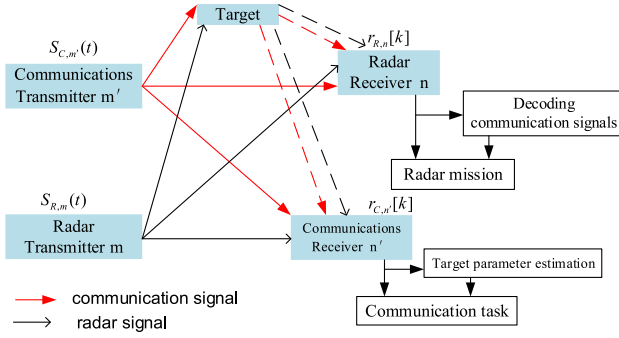 Target
r_{R,n}[k]
S_{C,m′}(t)
Communications
Transmitter m′
Radar
Receiver n
Decoding
communication signals
Radar mission
S_{R,m}(t)
Radar
Transmitter m
r_{C,n′}[k]
Communications
Receiver n′
Target parameter estimation
Communication task
communication signal
radar signal